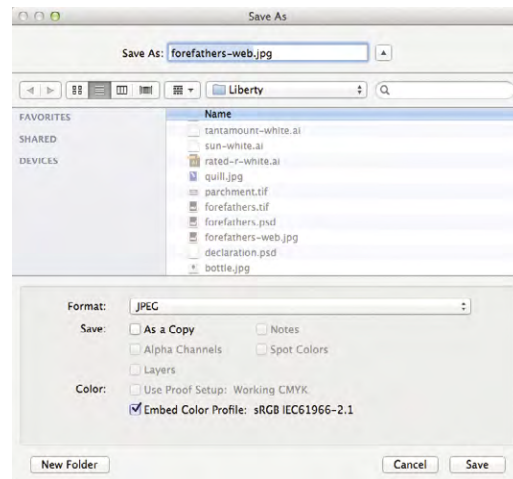 Save As
Save As: forefathers-web.jpg
Liberty
FAVORITES
SHARED
DEVICES
Name
tantamount-white.ai
sun-white.ai
rated-r-white.ai
quill.jpg
parchment.tif
forefathers.tif
forefathers.psd
forefathers-web.jpg
declaration.psd
bottle.jpg
Format: JPEG
Save: As a Copy Notes
Alpha Channels Spot Colors
Layers
Color: Use Proof Setup: Working CMYK
Embed Color Profile: sRGB IEC61966-2.1
New Folder Cancel Save